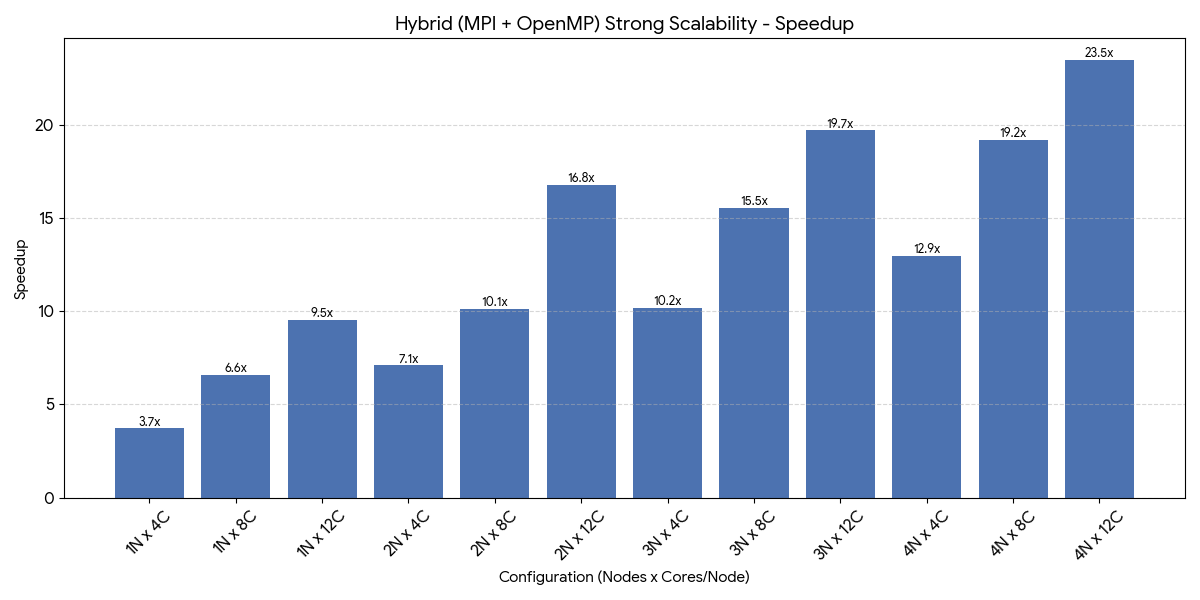 Hybrid (MPI + OpenMP) Strong Scalability - Speedup
Speedup
20
15
10
5
0
3.7x
6.6x
9.5x
7.1x
10.1x
16.8x
10.2x
15.5x
19.7x
12.9x
19.2x
23.5x
1N x 4C
1N x 8C
1N x 12C
2N x 4C
2N x 8C
2N x 12C
3N x 4C
3N x 8C
3N x 12C
4N x 4C
4N x 8C
4N x 12C
Configuration (Nodes x Cores/Node)